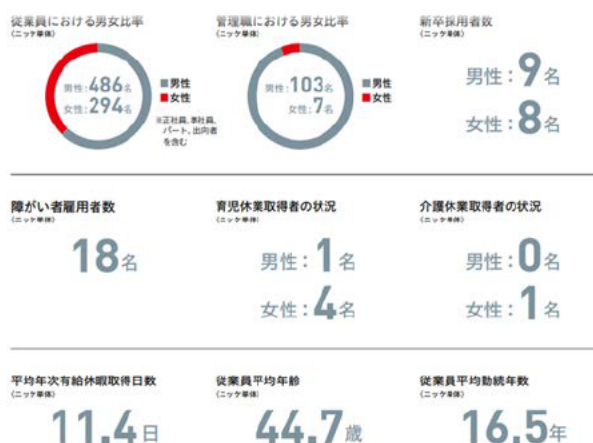 従業員における男女比率
(ニッケ単体)
男性:486名
女性:294名
男性
女性
※正社員、準社員、
パート、出向者
を含む
管理職における男女比率
(ニッケ単体)
男性:103名
女性:7名
男性
女性
新卒採用者数
(ニッケ単体)
男性:9名
女性:8名
障がい者雇用者数
(ニッケ単体)
18名
育児休業取得者の状況
(ニッケ単体)
男性:1名
女性:4名
介護休業取得者の状況
(ニッケ単体)
男性:0名
女性:1名
平均年次有給休暇取得日数
(ニッケ単体)
11.4日
従業員平均年齢
(ニッケ単体)
44.7歳
従業員平均勤続年数
(ニッケ単体)
16.5年